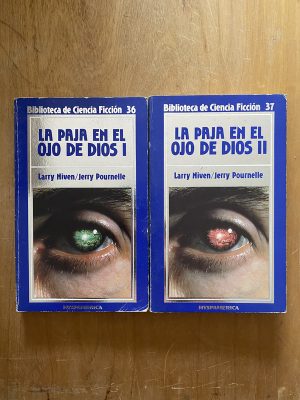 Biblioteca de Ciencia Ficción 36
LA PAJA EN EL
OJO DE DIOS I
Larry Niven/Jerry Pournelle
HYSPAMERICA
Biblioteca de Ciencia Ficción 37
LA PAJA EN EL
OJO DE DIOS II
Larry Niven/Jerry Pournelle
HYSPAMERICA